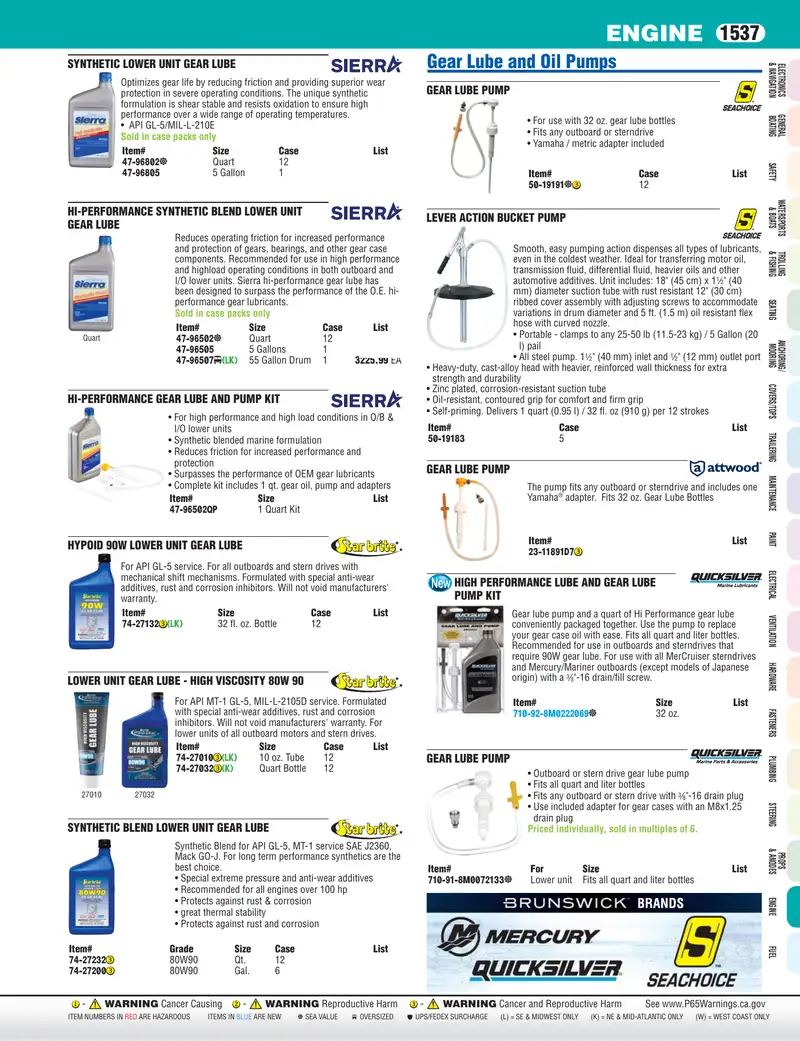 ENGINE 1537
SYNTHETIC LOWER UNIT GEAR LUBE
SIERRA
Optimizes gear life by reducing friction and providing superior wear
protection in severe operating conditions. The unique synthetic
formulation is shear stable and resists oxidation to ensure high
performance over a wide range of operating temperatures.
• API GL-5/MIL-L-210E
Sold in case packs only
Item# Size Case List
47-96802 Quart 12
47-96805 5 Gallon 1
HI-PERFORMANCE SYNTHETIC BLEND LOWER UNIT
GEAR LUBE
SIERRA
Reduces operating friction for increased performance
and protection of gears, bearings, and other gear case
components. Recommended for use in high performance
and highload operating conditions in both outboard and
I/O lower units. Sierra hi-performance gear lube has
been designed to surpass the performance of the O.E. hi-
performance gear lubricants.
Sold in case packs only
Quart
Item# Size Case List
47-96502 Quart 12
47-96505 5 Gallons 1
47-96507 (LK) 55 Gallon Drum 1 3225.99 EA
HI-PERFORMANCE GEAR LUBE AND PUMP KIT
SIERRA
• For high performance and high load conditions in O/B &
I/O lower units
• Synthetic blended marine formulation
• Reduces friction for increased performance and
protection
• Surpasses the performance of OEM gear lubricants
• Complete kit includes 1 qt. gear oil, pump and adapters
Item# Size List
47-96502QP 1 Quart Kit
HYPOID 90W LOWER UNIT GEAR LUBE
Star brite
For API GL-5 service. For all outboards and stern drives with
mechanical shift mechanisms. Formulated with special anti-wear
additives, rust and corrosion inhibitors. Will not void manufacturers'
warranty.
Item# Size Case List
74-27132 3 (LK) 32 fl. oz. Bottle 12
LOWER UNIT GEAR LUBE - HIGH VISCOSITY 80W 90
Star brite
For API MT-1 GL-5, MIL-L-2105D service. Formulated
with special anti-wear additives, rust and corrosion
inhibitors. Will not void manufacturers' warranty. For
lower units of all outboard motors and stern drives.
Item# Size Case List
74-27010 3 (LK) 10 oz. Tube 12
74-27032 3 (K) Quart Bottle 12
27010 27032
SYNTHETIC BLEND LOWER UNIT GEAR LUBE
Star brite
Synthetic Blend for API GL-5, MT-1 service SAE J2360,
Mack GO-J. For long term performance synthetics are the
best choice.
• Special extreme pressure and anti-wear additives
• Recommended for all engines over 100 hp
• Protects against rust & corrosion
• great thermal stability
• Protects against rust and corrosion
Item# Grade Size Case List
74-27232 3 80W90 Qt. 12
74-27200 3 80W90 Gal. 6
Gear Lube and Oil Pumps
GEAR LUBE PUMP
SEACHOICE
• For use with 32 oz. gear lube bottles
• Fits any outboard or sterndrive
• Yamaha / metric adapter included
Item# Case List
50-19191 3 12
LEVER ACTION BUCKET PUMP
SEACHOICE
Smooth, easy pumping action dispenses all types of lubricants,
even in the coldest weather. Ideal for transferring motor oil,
transmission fluid, differential fluid, heavier oils and other
automotive additives. Unit includes: 18" (45 cm) x 1½" (40
mm) diameter suction tube with rust resistant 12" (30 cm)
ribbed cover assembly with adjusting screws to accommodate
variations in drum diameter and 5 ft. (1.5 m) oil resistant flex
hose with curved nozzle.
• Portable - clamps to any 25-50 lb (11.5-23 kg) / 5 Gallon (20
l) pail
• All steel pump. 1½" (40 mm) inlet and ½" (12 mm) outlet port
• Heavy-duty, cast-alloy head with heavier, reinforced wall thickness for extra
strength and durability
• Zinc plated, corrosion-resistant suction tube
• Oil-resistant, contoured grip for comfort and firm grip
• Self-priming. Delivers 1 quart (0.95 l) / 32 fl. oz (910 g) per 12 strokes
Item# Case List
50-19183 5
GEAR LUBE PUMP
attwood
The pump fits any outboard or sterndrive and includes one
Yamaha® adapter. Fits 32 oz. Gear Lube Bottles
Item# List
23-11891D7 3
New HIGH PERFORMANCE LUBE AND GEAR LUBE
PUMP KIT
QUICKSILVER
Marine Lubricants
Gear lube pump and a quart of Hi Performance gear lube
conveniently packaged together. Use the pump to replace
your gear case oil with ease. Fits all quart and liter bottles.
Recommended for use in outboards and sterndrives that
require 90W gear lube. For use with all MerCruiser sterndrives
and Mercury/Mariner outboards (except models of Japanese
origin) with a ⅜"-16 drain/fill screw.
Item# Size List
710-92-8M0222069 32 oz.
GEAR LUBE PUMP
QUICKSILVER
Marine Parts & Accessories
• Outboard or stern drive gear lube pump
• Fits all quart and liter bottles
• Fits any outboard or stern drive with ⅜"-16 drain plug
• Use included adapter for gear cases with an M8x1.25
drain plug
Priced individually, sold in multiples of 6.
Item# For Size List
710-91-8M0072133 Lower unit Fits all quart and liter bottles
BRUNSWICK BRANDS
MERCURY
QUICKSILVER
SEACHOICE
ELECTRONICS
& NAVIGATION
GENERAL
BOATING
SAFETY
WATERSPORTS
& BOATS
TROLLING
& FISHING
SEATING
ANCHORING/
MOORING
COVERS/TOPS
TRAILERING
MAINTENANCE
PAINT
ELECTRICAL
VENTILATION
HARDWARE
FASTENERS
PLUMBING
STEERING
PROPS
& ANODES
ENGINE
FUEL
1 - WARNING Cancer Causing 2 - WARNING Reproductive Harm 3 - WARNING Cancer and Reproductive Harm See www.P65Warnings.ca.gov
ITEM NUMBERS IN RED ARE HAZARDOUS ITEMS IN BLUE ARE NEW SEA VALUE OVERSIZED UPS/FEDEX SURCHARGE (L) = SE & MIDWEST ONLY (K) = NE & MID-ATLANTIC ONLY (W) = WEST COAST ONLY